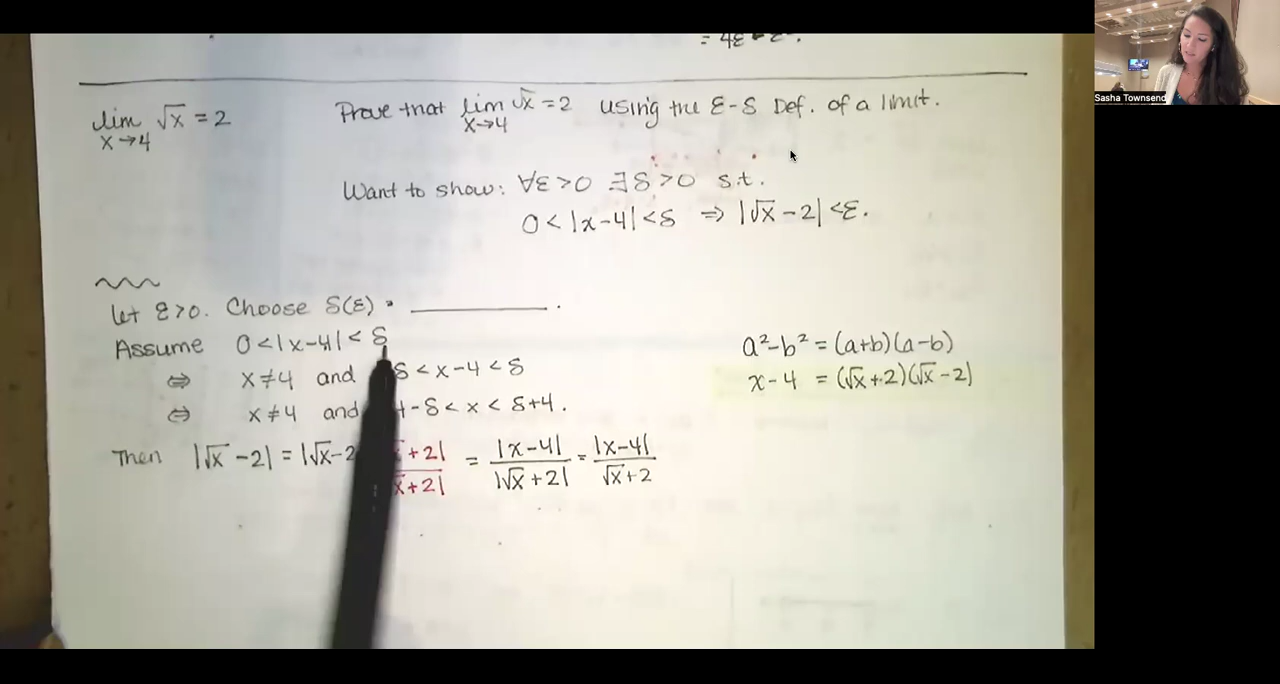 = 4ε
lim √x = 2
x→4
Prove that lim √x = 2 using the ε-δ Def. of a limit.
x→4
Want to show: ∀ε>0 ∃δ>0 s.t.
0 < |x-4| < δ ⇒ |√x - 2| < ε.
Let ε>0. Choose δ(ε) = ________ .
Assume 0 < |x-4| < δ
⇔ x≠4 and δ < x-4 < δ
⇔ x≠4 and 4-δ < x < δ+4.
Then |√x - 2| = |√x - 2 x + 2| / x + 2| = |x-4| / |√x + 2| = |x-4| / √x + 2
a² - b² = (a+b)(a-b)
x - 4 = (√x + 2)(√x - 2)
Sasha Townsend